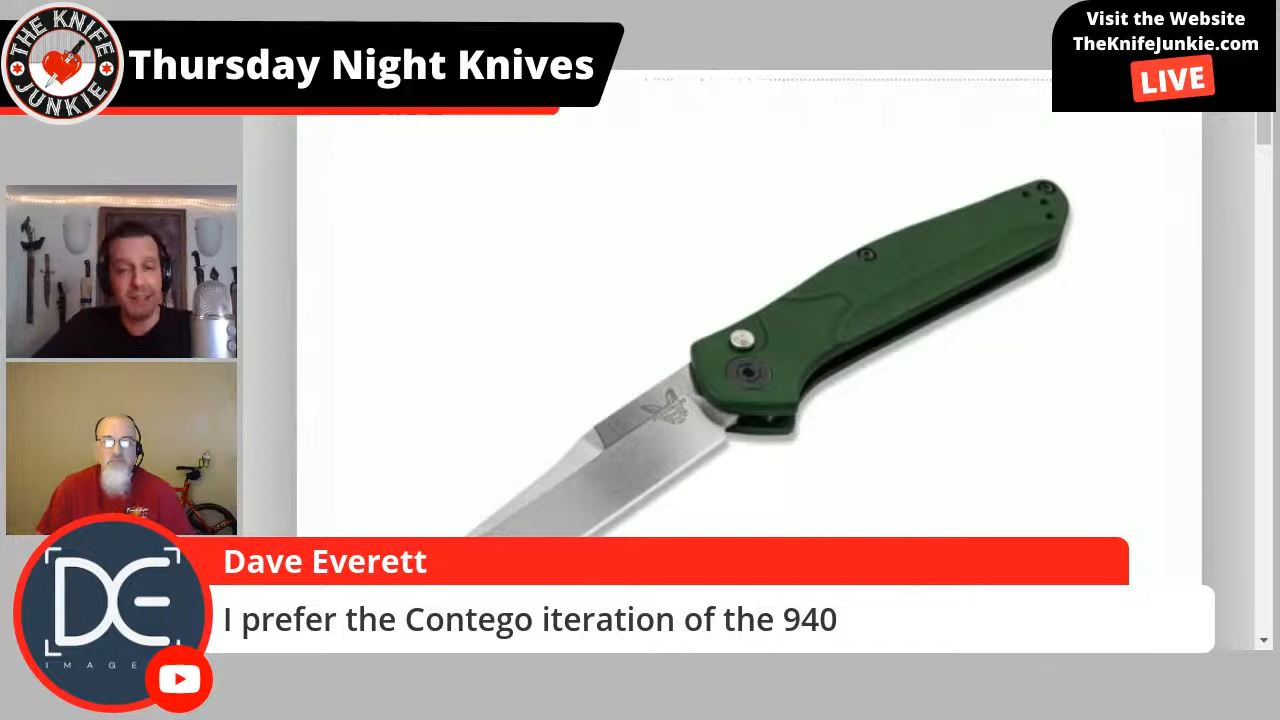 THE KNIFE
JUNKIE
Thursday Night Knives
Visit the Website
TheKnifeJunkie.com
LIVE
Dave Everett
I prefer the Contego iteration of the 940
DE
IMAGE